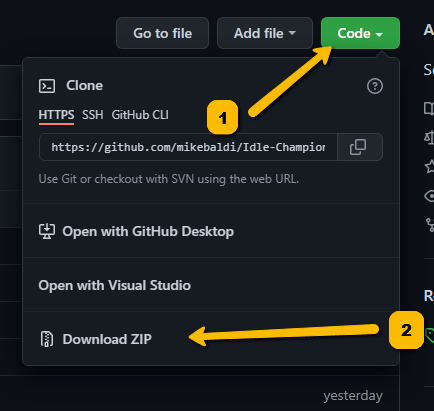 Go to file Add file Code A
1
Clone
HTTPS SSH GitHub CLI
https://github.com/mikebaldi/Idle-Champion
Use Git or checkout with SVN using the web URL.
Open with GitHub Desktop
Open with Visual Studio
2
Download ZIP
yesterday